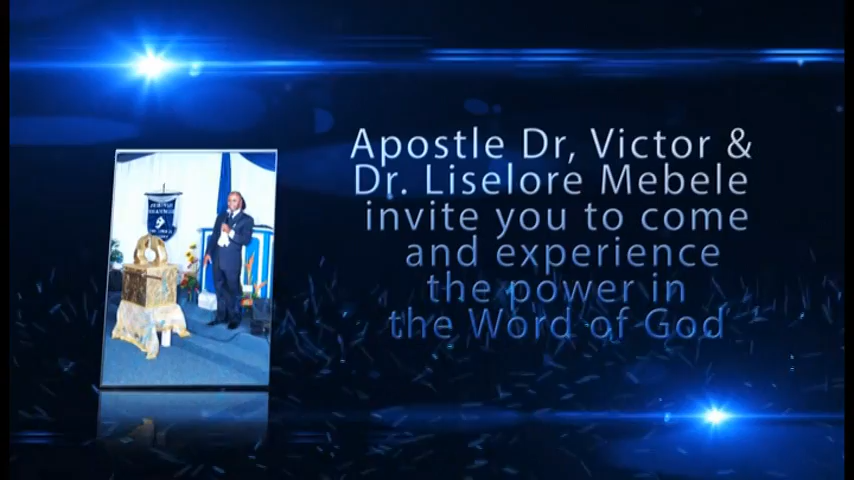 Apostle Dr, Victor &
Dr. Liselore Mebele
invite you to come
and experience
the power in
the Word of God